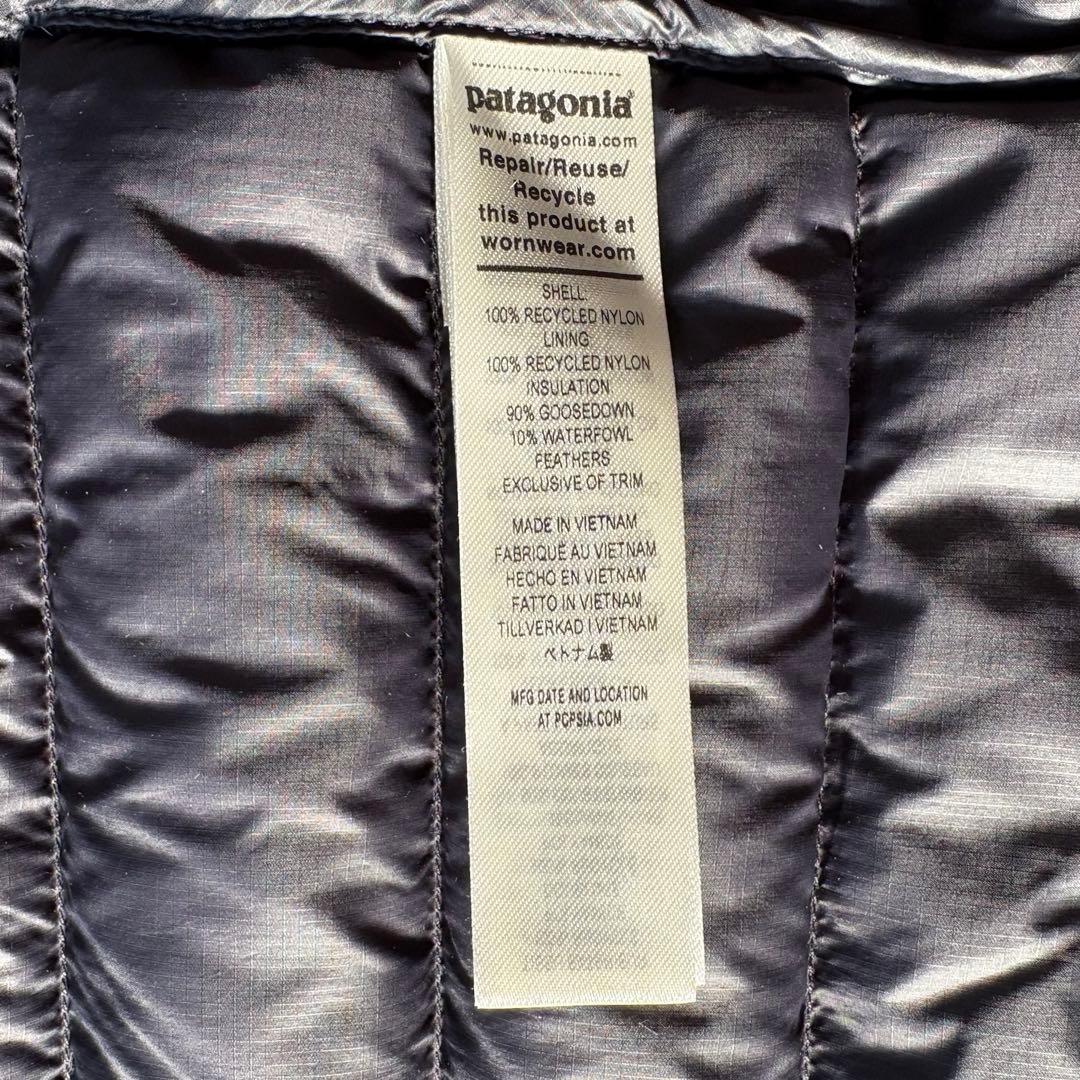 patagonia®
www.patagonia.com
Repair/Reuse/
Recycle
this product at
wornwear.com
SHELL:
100% RECYCLED NYLON
LINING
100% RECYCLED NYLON
INSULATION
90% GOOSEDOWN
10% WATERFOWL
FEATHERS
EXCLUSIVE OF TRIM
MADE IN VIETNAM
FABRIQUÉ AU VIETNAM
HECHO EN VIETNAM
FATTO IN VIETNAM
TILLVERKAD I VIETNAM
ベトナム製
MFG DATE AND LOCATION
AT PCPSIA.COM